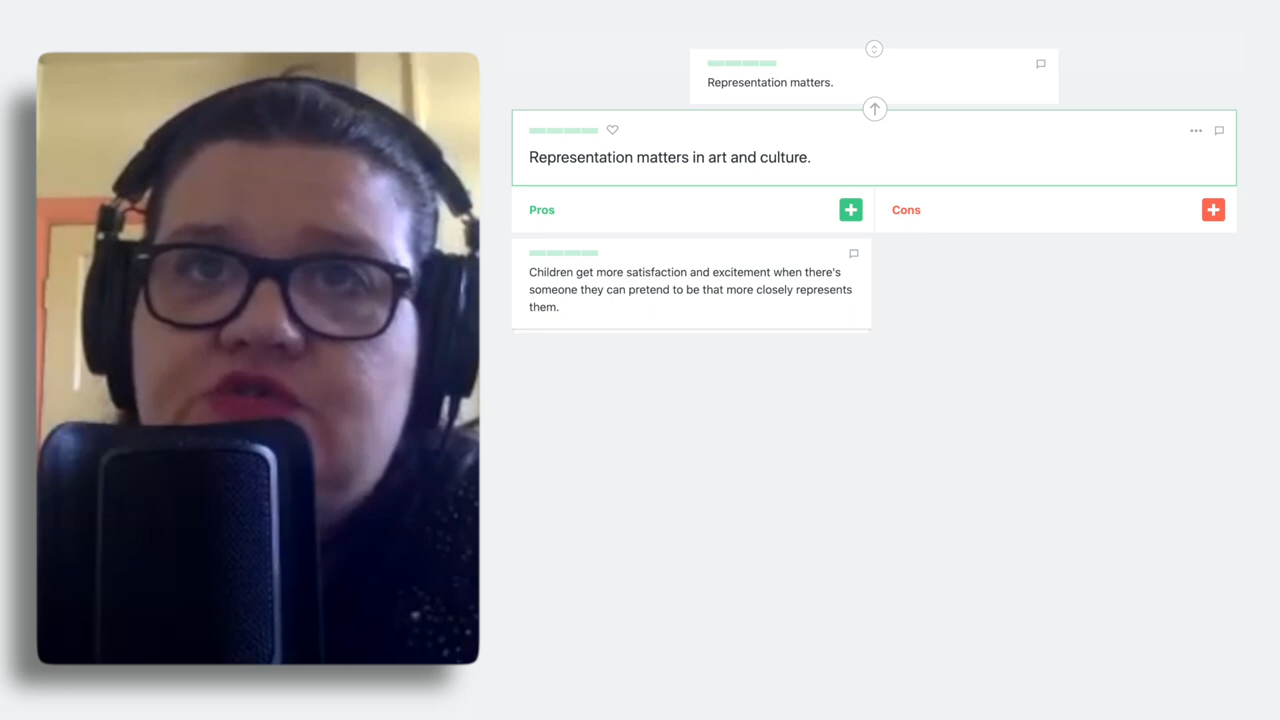 Representation matters.
Representation matters in art and culture.
Pros
Cons
Children get more satisfaction and excitement when there's
someone they can pretend to be that more closely represents
them.